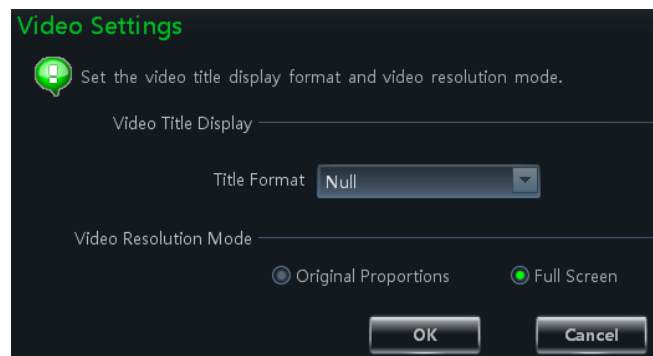 Video Settings
Set the video title display format and video resolution mode.
Video Title Display
Title Format Null
Video Resolution Mode
Original Proportions Full Screen
OK Cancel